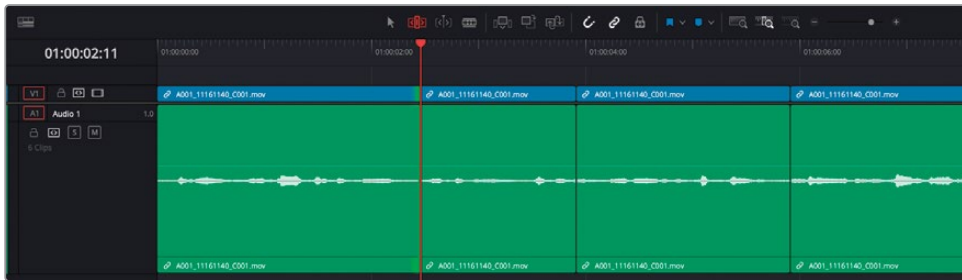 01:00:02:11
01:00:00:00 01:00:02:00 01:00:04:00 01:00:06:00
V1 A001_11161140_C001.mov A001_11161140_C001.mov A001_11161140_C001.mov A001_11161140_C001.mov
A1 Audio 1 1.0
S M
6 Clips
A001_11161140_C001.mov A001_11161140_C001.mov A001_11161140_C001.mov A001_11161140_C001.mov